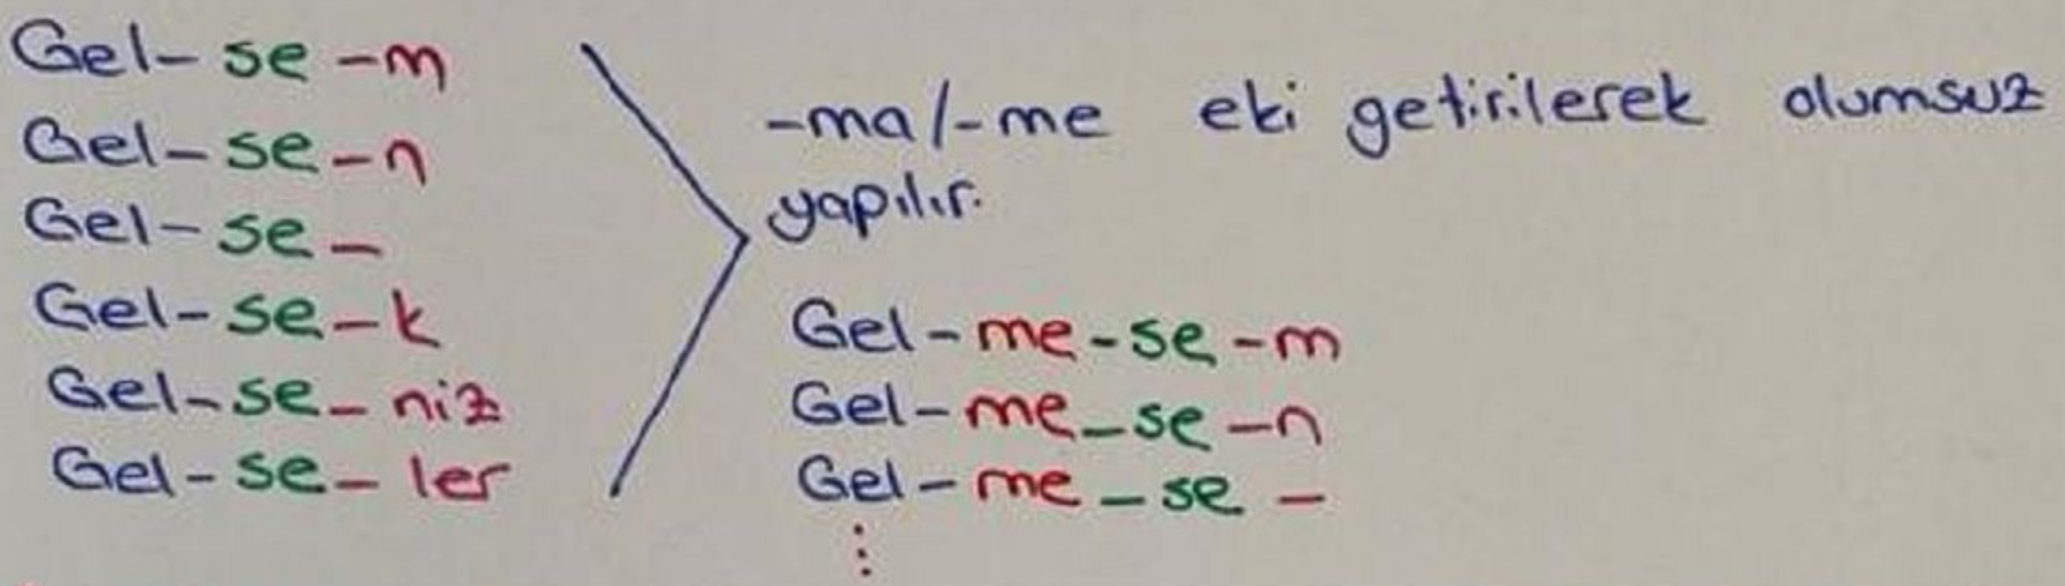 Gel-se-m
Gel-se-n
Gel-se-
Gel-se-k
Gel-se-niz
Gel-se-ler
-ma/-me eki getirilerek olumsuz
yapılır.
Gel-me-se-m
Gel-me-se-n
Gel-me-se-
⋮